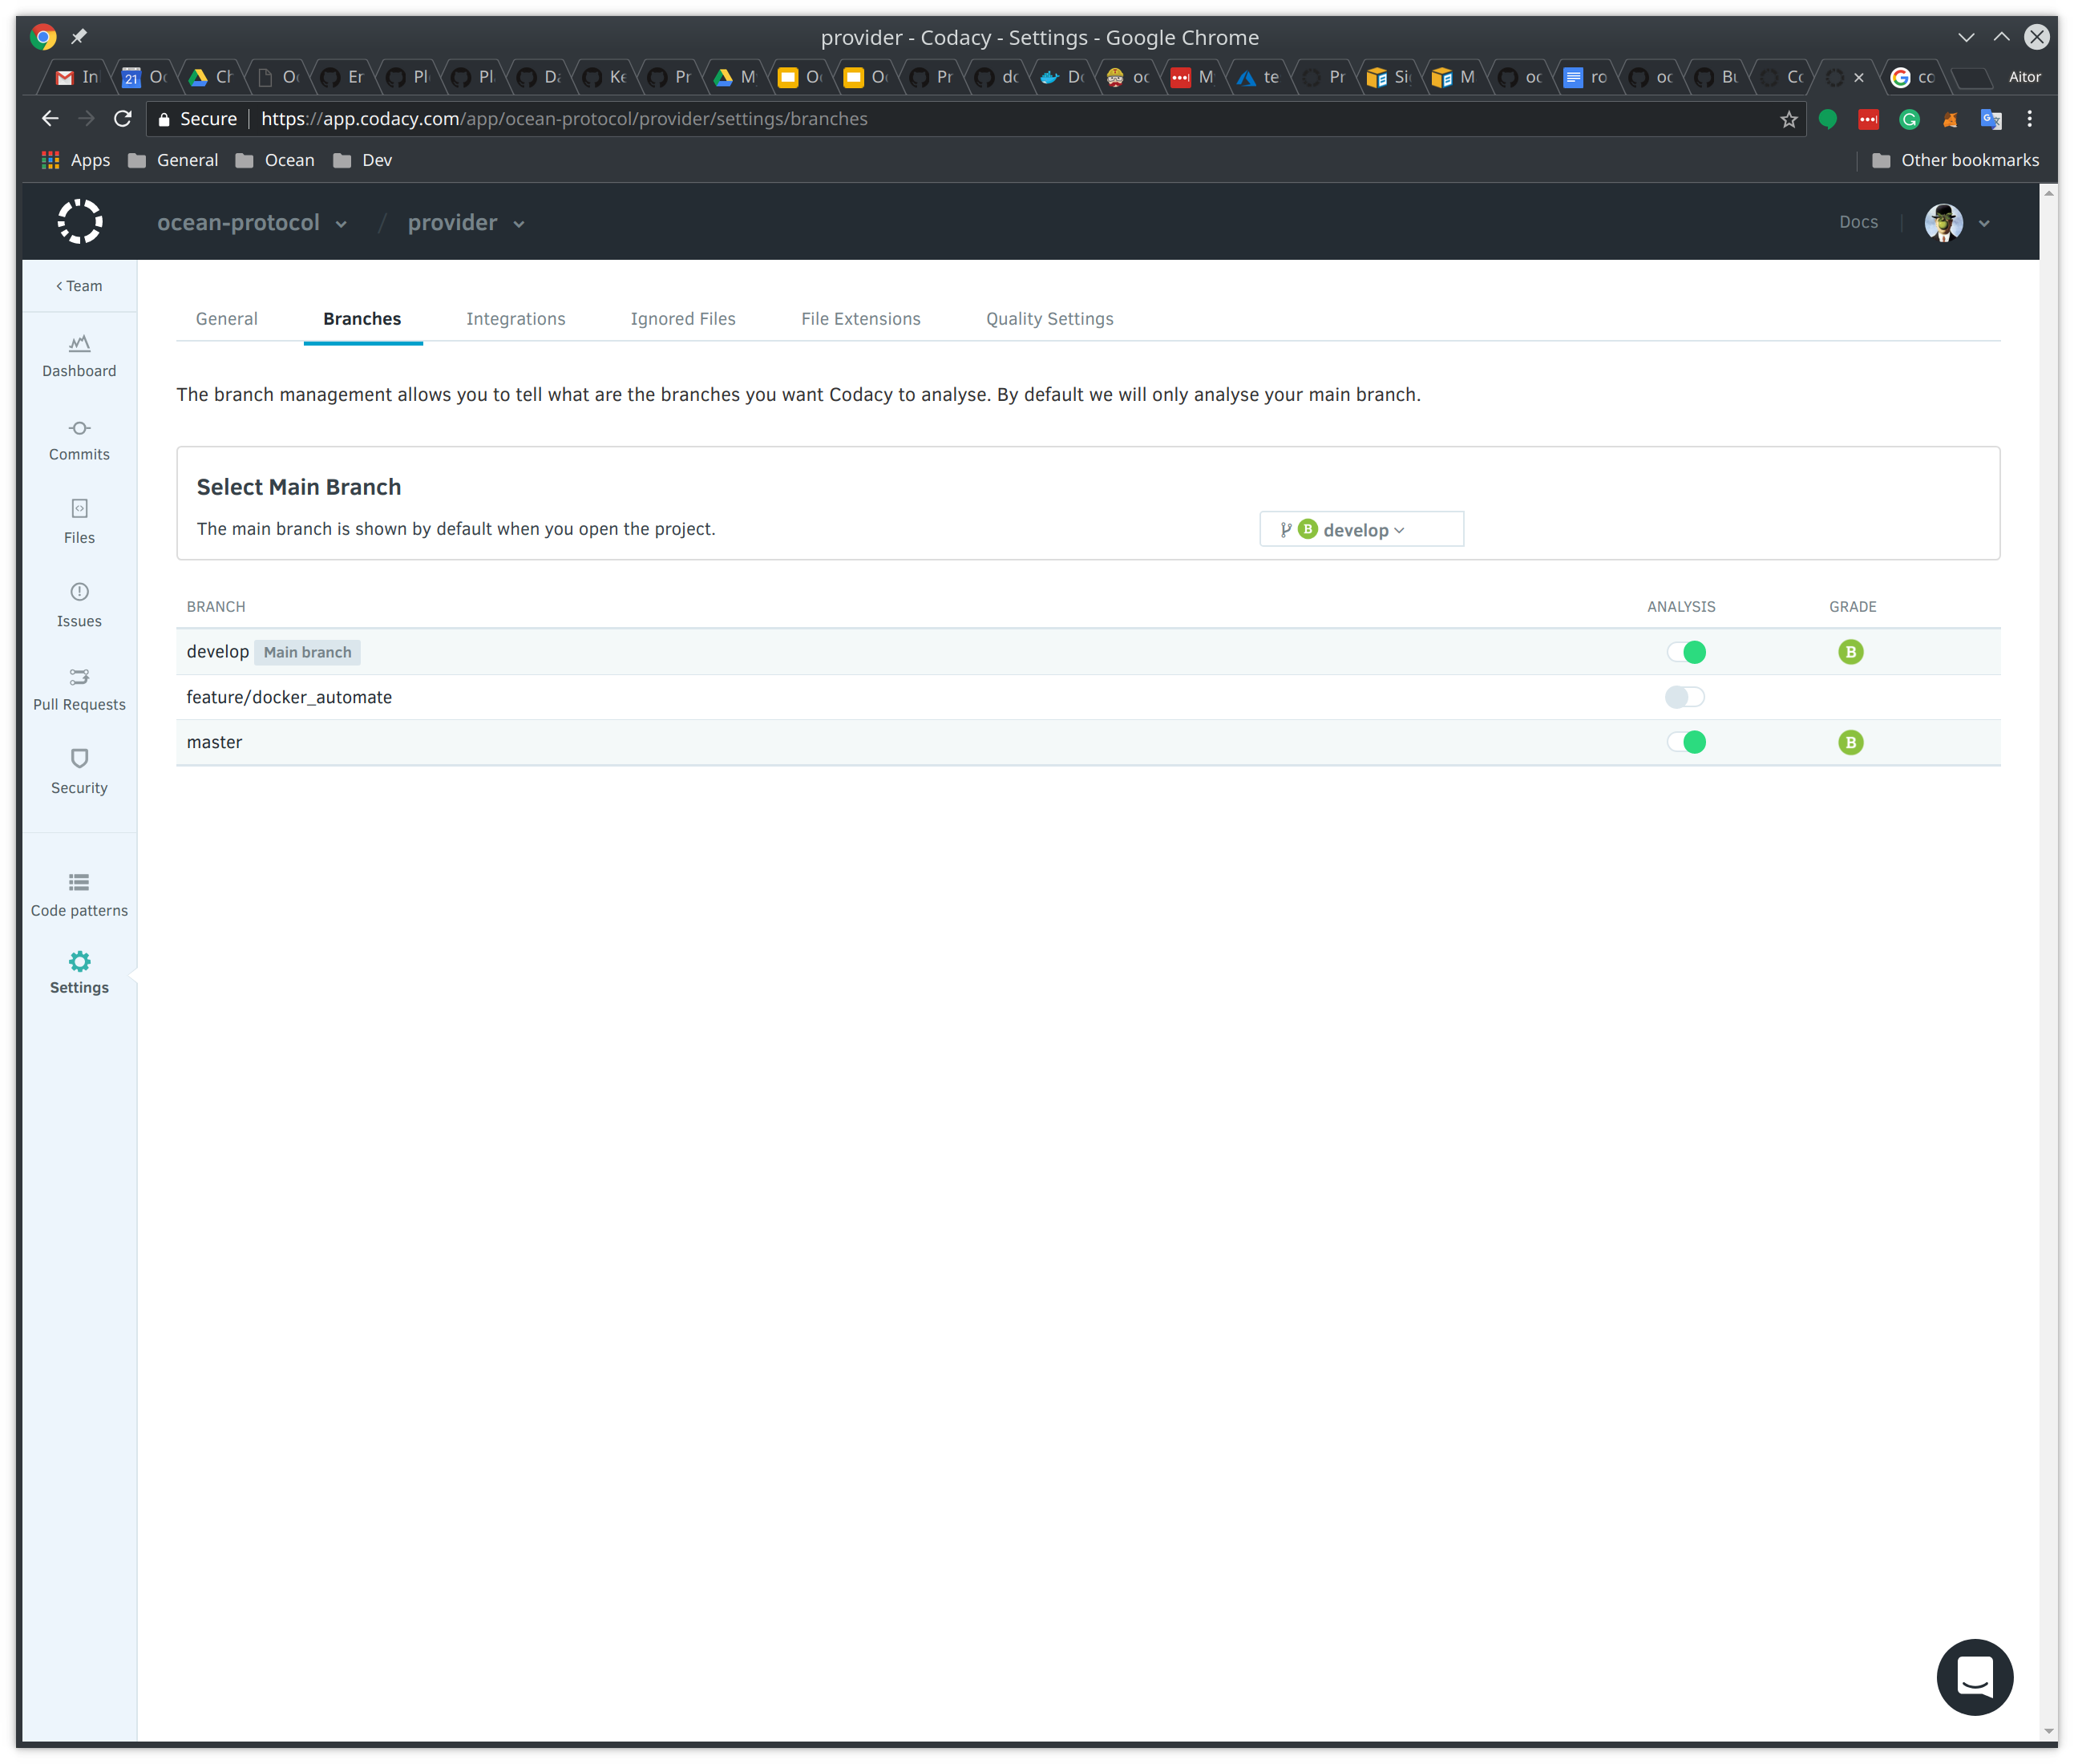 provider - Codacy - Settings - Google Chrome
In 21 Oc Ch O Er Pl Pl Da Ke Pr M O O Pr do Do oc M te Pr Si M oc ro oc Bu Co co Aitor
Secure https://app.codacy.com/app/ocean-protocol/provider/settings/branches
Apps General Ocean Dev Other bookmarks
ocean-protocol / provider Docs
< Team
General Branches Integrations Ignored Files File Extensions Quality Settings
Dashboard
The branch management allows you to tell what are the branches you want Codacy to analyse. By default we will only analyse your main branch.
Commits
Select Main Branch
The main branch is shown by default when you open the project. B develop
Files
Issues
BRANCH ANALYSIS GRADE
develop Main branch B
feature/docker_automate
Pull Requests
master B
Security
Code patterns
Settings